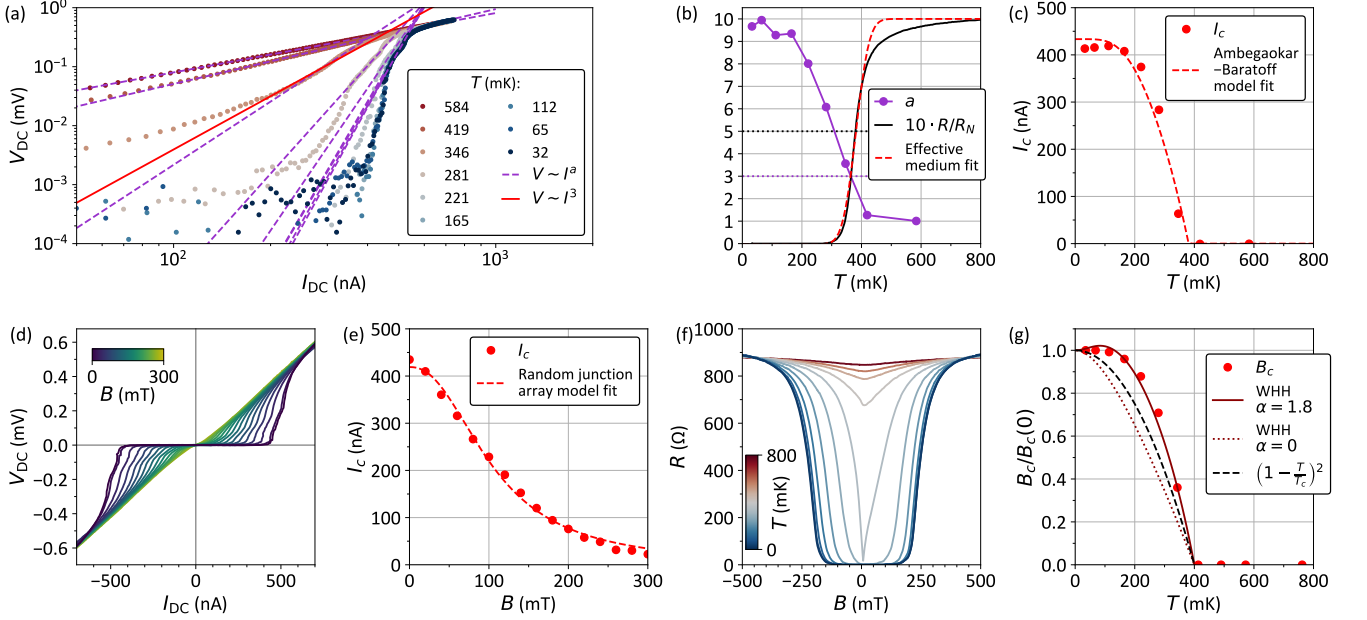 (a)
10⁰
10⁻¹
10⁻²
10⁻³
10⁻⁴
V_DC (mV)
10²
10³
I_DC (nA)
T (mK):
584
419
346
281
221
165
112
65
32
V ~ Iᵃ
V ~ I³
(b)
10
9
8
7
6
5
4
3
2
1
0
0 200 400 600 800
T (mK)
a
10 · R/R_N
Effective
medium fit
(c)
500
400
300
200
100
0
I_c (nA)
0 200 400 600 800
T (mK)
I_c
Ambegaokar
−Baratoff
model fit
(d)
0.6
0.4
0.2
0.0
−0.2
−0.4
−0.6
V_DC (mV)
0 300
B (mT)
−500 0 500
I_DC (nA)
(e)
500
400
300
200
100
0
I_c (nA)
0 100 200 300
B (mT)
I_c
Random junction
array model fit
(f)
1000
800
600
400
200
0
R (Ω)
800
0
T (mK)
−500 −250 0 250 500
B (mT)
(g)
1.0
0.8
0.6
0.4
0.2
0.0
B_c/B_c(0)
0 200 400 600 800
T (mK)
B_c
WHH
α = 1.8
WHH
α = 0
(1 − T/T_c)²